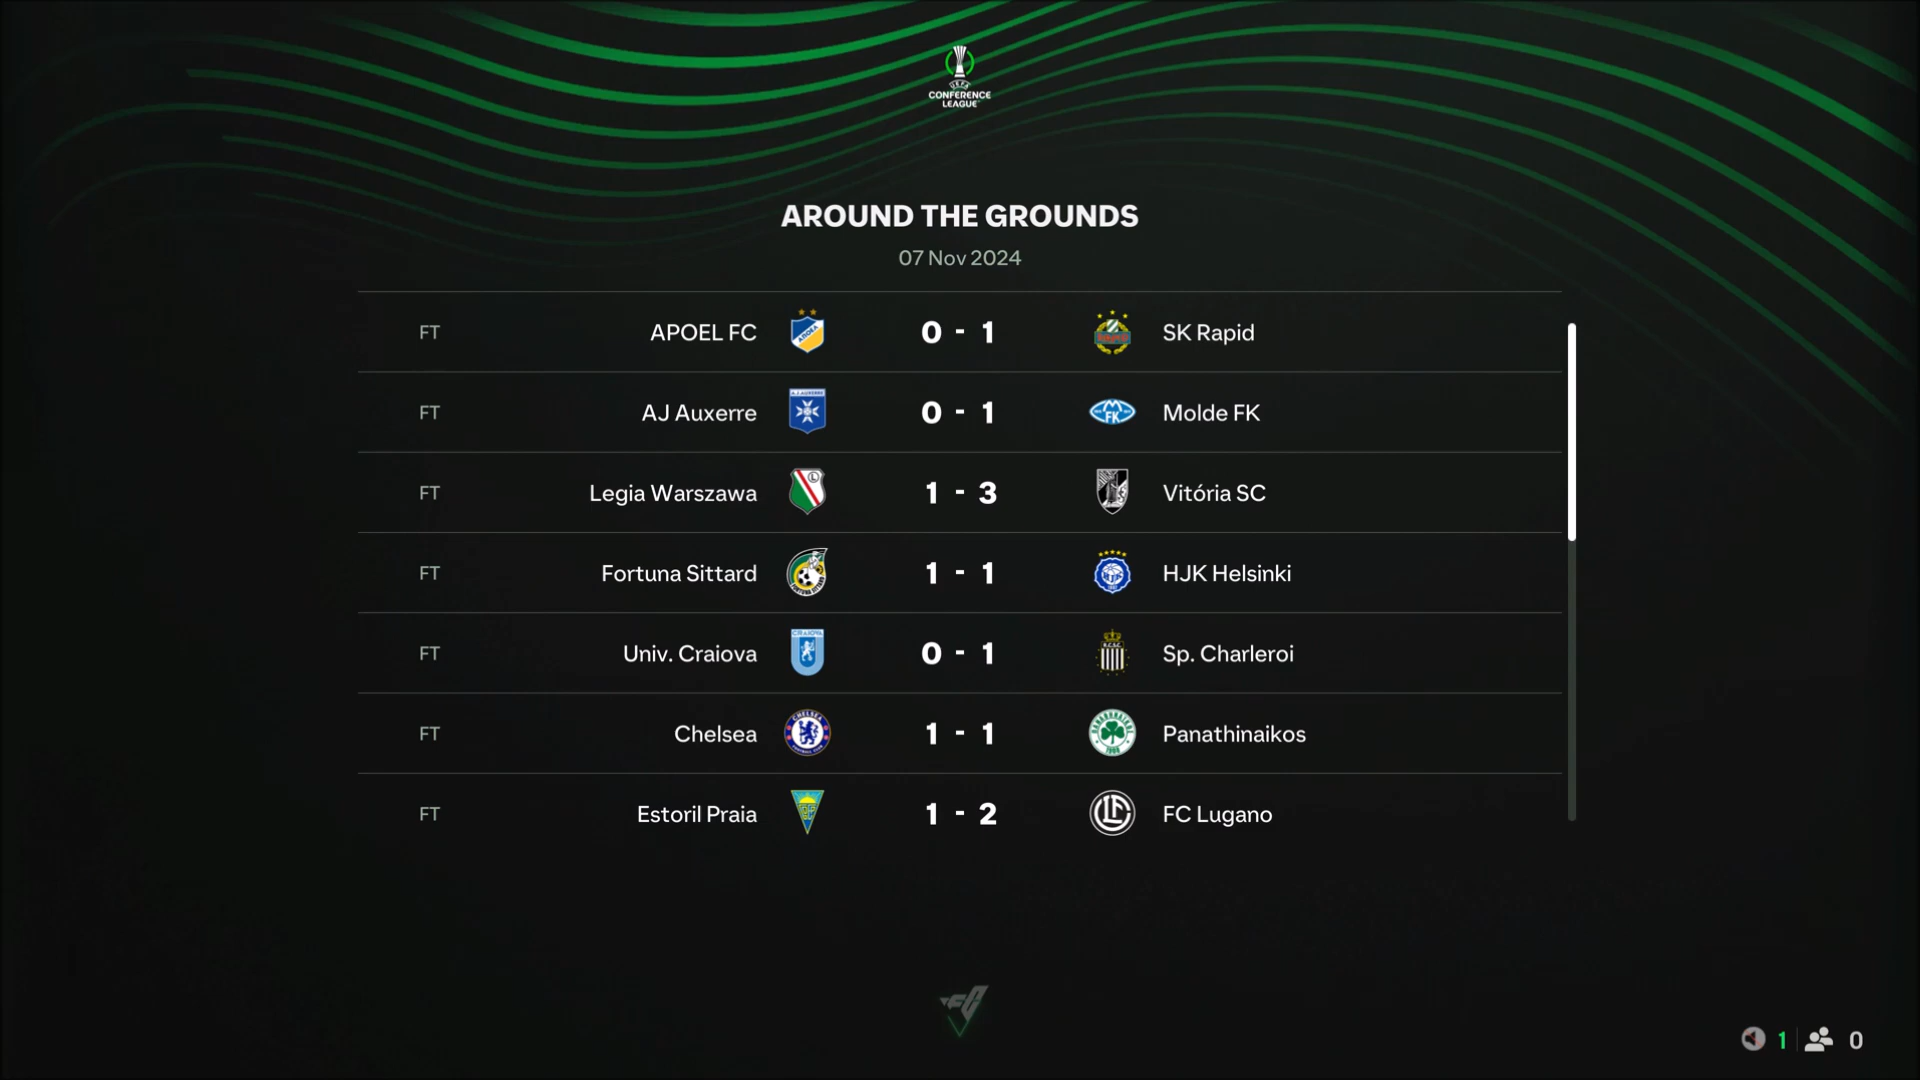 UEFA
CONFERENCE
LEAGUE
AROUND THE GROUNDS
07 Nov 2024
FT APOEL FC 0 - 1 SK Rapid
FT AJ Auxerre 0 - 1 Molde FK
FT Legia Warszawa 1 - 3 Vitória SC
FT Fortuna Sittard 1 - 1 HJK Helsinki
FT Univ. Craiova 0 - 1 Sp. Charleroi
FT Chelsea 1 - 1 Panathinaikos
FT Estoril Praia 1 - 2 FC Lugano
FC
1 0